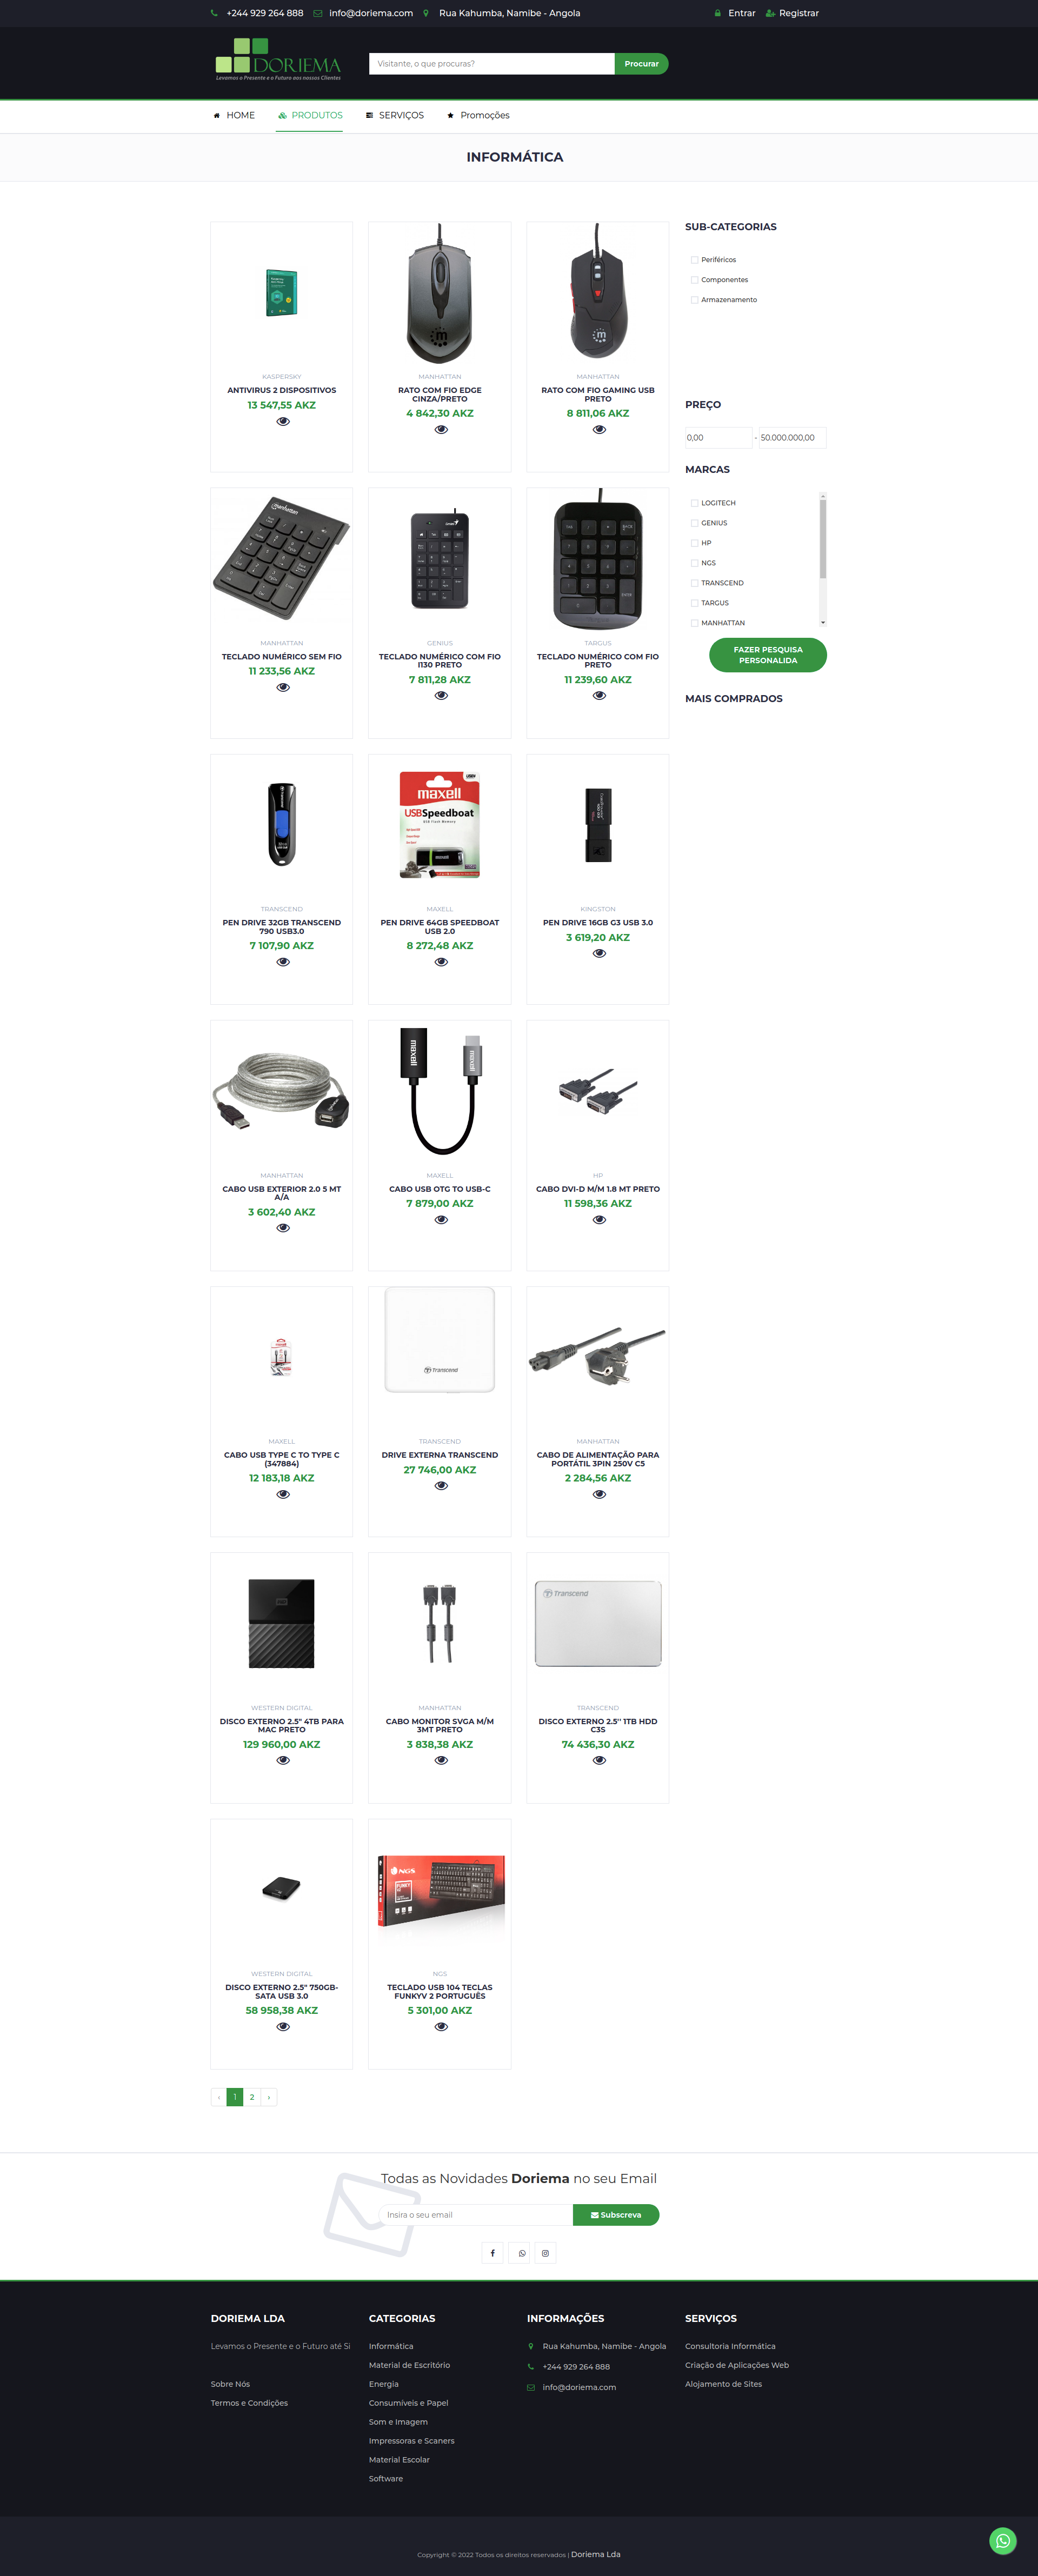 +244 929 264 888 info@doriema.com Rua Kahumba, Namibe - Angola Entrar Registrar
DORIEMA
Levamos o Presente e o Futuro aos nossos Clientes
Visitante, o que procuras? Procurar
HOME PRODUTOS SERVIÇOS Promoções
INFORMÁTICA
KASPERSKY
ANTIVIRUS 2 DISPOSITIVOS
13 547,55 AKZ
MANHATTAN
RATO COM FIO EDGE
CINZA/PRETO
4 842,30 AKZ
MANHATTAN
RATO COM FIO GAMING USB
PRETO
8 811,06 AKZ
SUB-CATEGORIAS
Periféricos
Componentes
Armazenamento
PREÇO
0,00 - 50.000.000,00
MARCAS
LOGITECH
GENIUS
HP
NGS
TRANSCEND
TARGUS
MANHATTAN
FAZER PESQUISA
PERSONALIDA
MAIS COMPRADOS
Manhattan
MANHATTAN
TECLADO NUMÉRICO SEM FIO
11 233,56 AKZ
GENIUS
TECLADO NUMÉRICO COM FIO
I130 PRETO
7 811,28 AKZ
TARGUS
TECLADO NUMÉRICO COM FIO
PRETO
11 239,60 AKZ
TRANSCEND
PEN DRIVE 32GB TRANSCEND
790 USB3.0
7 107,90 AKZ
maxell
USBSpeedboat
USB Flash Memory
maxell
MAXELL
PEN DRIVE 64GB SPEEDBOAT
USB 2.0
8 272,48 AKZ
KINGSTON
PEN DRIVE 16GB G3 USB 3.0
3 619,20 AKZ
MANHATTAN
CABO USB EXTERIOR 2.0 5 MT
A/A
3 602,40 AKZ
maxell
maxell
MAXELL
CABO USB OTG TO USB-C
7 879,00 AKZ
HP
CABO DVI-D M/M 1.8 MT PRETO
11 598,36 AKZ
maxell
MAXELL
CABO USB TYPE C TO TYPE C
(347884)
12 183,18 AKZ
Transcend
TRANSCEND
DRIVE EXTERNA TRANSCEND
27 746,00 AKZ
MANHATTAN
CABO DE ALIMENTAÇÃO PARA
PORTÁTIL 3PIN 250V C5
2 284,56 AKZ
WESTERN DIGITAL
DISCO EXTERNO 2.5" 4TB PARA
MAC PRETO
129 960,00 AKZ
MANHATTAN
CABO MONITOR SVGA M/M
3MT PRETO
3 838,38 AKZ
Transcend
TRANSCEND
DISCO EXTERNO 2.5'' 1TB HDD
C3S
74 436,30 AKZ
WESTERN DIGITAL
DISCO EXTERNO 2.5" 750GB-
SATA USB 3.0
58 958,38 AKZ
NGS
NGS
TECLADO USB 104 TECLAS
FUNKYV 2 PORTUGUÊS
5 301,00 AKZ
‹ 1 2 ›
Todas as Novidades Doriema no seu Email
Insira o seu email Subscreva
DORIEMA LDA
Levamos o Presente e o Futuro até Si
Sobre Nós
Termos e Condições
CATEGORIAS
Informática
Material de Escritório
Energia
Consumíveis e Papel
Som e Imagem
Impressoras e Scaners
Material Escolar
Software
INFORMAÇÕES
Rua Kahumba, Namibe - Angola
+244 929 264 888
info@doriema.com
SERVIÇOS
Consultoria Informática
Criação de Aplicações Web
Alojamento de Sites
Copyright © 2022 Todos os direitos reservados | Doriema Lda